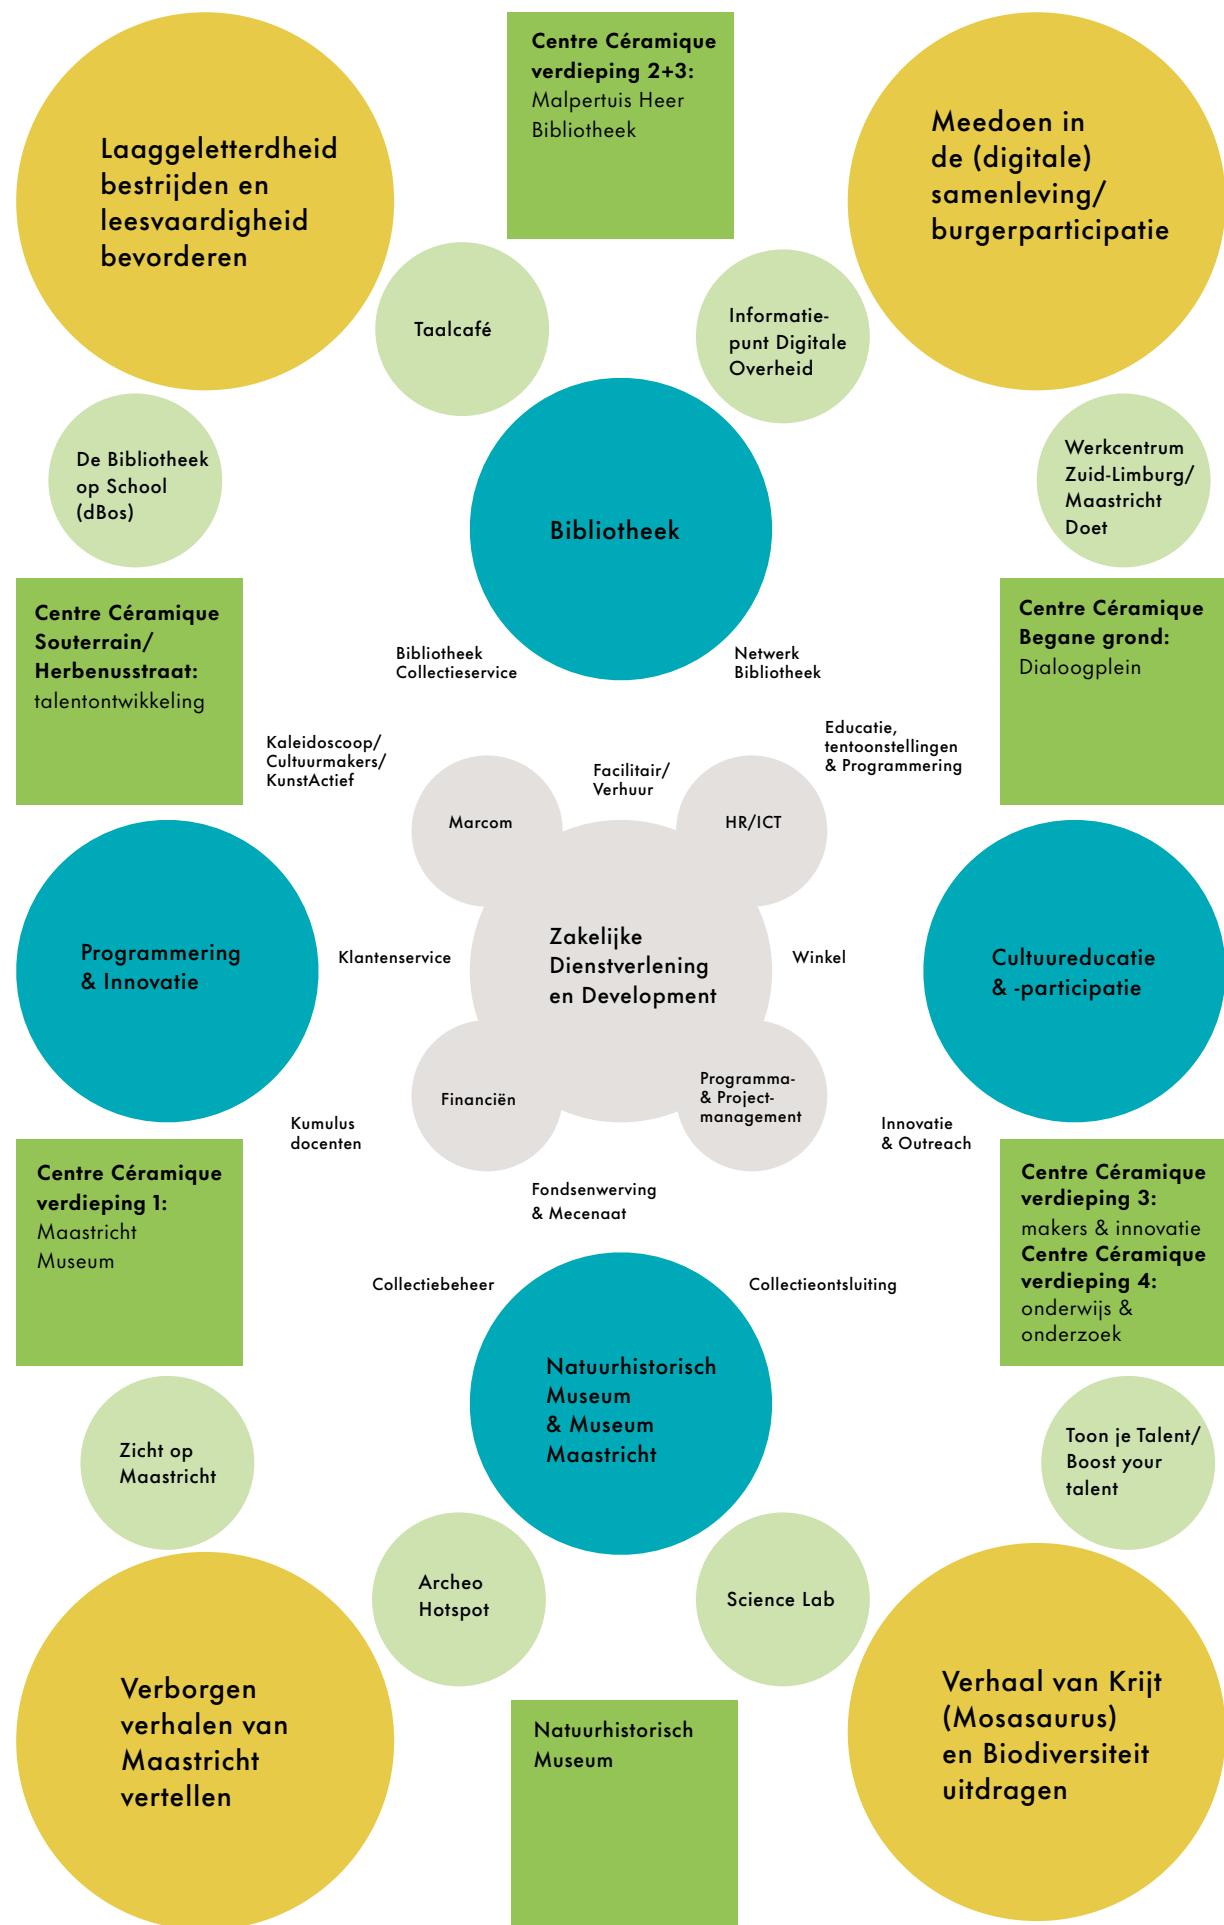 Centre Céramique
verdieping 2+3:
Malpertuis Heer
Bibliotheek
Laaggeletterdheid
bestrijden en
leesvaardigheid
bevorderen
Meedoen in
de (digitale)
samenleving/
burgerparticipatie
Taalcafé
Informatie-
punt Digitale
Overheid
De Bibliotheek
op School
(dBos)
Werkcentrum
Zuid-Limburg/
Maastricht
Doet
Bibliotheek
Centre Céramique
Souterrain/
Herbenusstraat:
talentontwikkeling
Centre Céramique
Begane grond:
Dialoogplein
Bibliotheek
Collectieservice
Netwerk
Bibliotheek
Kaleidoscoop/
Cultuurmakers/
KunstActief
Facilitair/
Verhuur
Educatie,
tentoonstellingen
& Programmering
Marcom
HR/ICT
Programmering
& Innovatie
Klantenservice
Zakelijke
Dienstverlening
en Development
Winkel
Cultuureducatie
& -participatie
Financiën
Programma-
& Project-
management
Kumulus
docenten
Innovatie
& Outreach
Centre Céramique
verdieping 1:
Maastricht
Museum
Fondsenwerving
& Mecenaat
Centre Céramique
verdieping 3:
makers & innovatie
Centre Céramique
verdieping 4:
onderwijs &
onderzoek
Collectiebeheer
Collectieontsluiting
Natuurhistorisch
Museum
& Museum
Maastricht
Zicht op
Maastricht
Toon je Talent/
Boost your
talent
Archeo
Hotspot
Science Lab
Verborgen
verhalen van
Maastricht
vertellen
Natuurhistorisch
Museum
Verhaal van Krijt
(Mosasaurus)
en Biodiversiteit
uitdragen